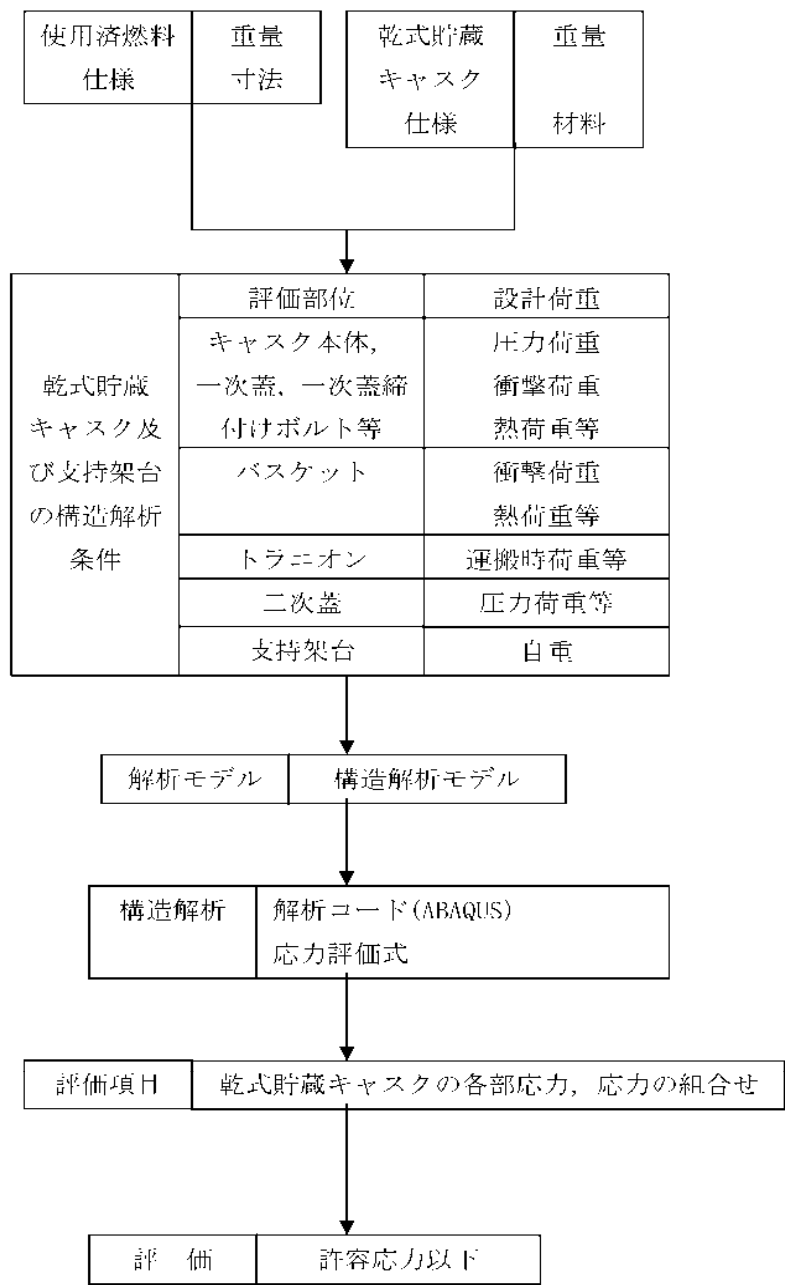 使用済燃料
仕様
重量
寸法
乾式貯蔵
キャスク
仕様
重量
材料
乾式貯蔵
キャスク及
び支持架台
の構造解析
条件
評価部位
設計荷重
キャスク本体，
一次蓋，一次蓋締
付けボルト等
圧力荷重
衝撃荷重
熱荷重等
バスケット
衝撃荷重
熱荷重等
トラニオン
運搬時荷重等
二次蓋
圧力荷重等
支持架台
自重
解析モデル
構造解析モデル
構造解析
解析コード(ABAQUS)
応力評価式
評価項目
乾式貯蔵キャスクの各部応力，応力の組合せ
評　価
許容応力以下